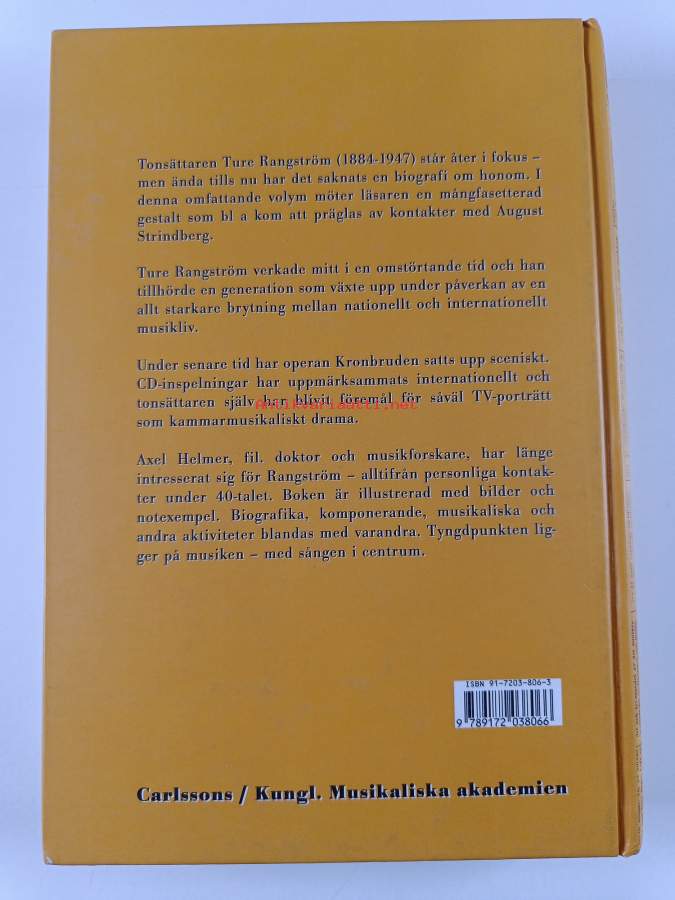 Tonsättaren Ture Rangström (1884-1947) står åter i fokus –
men ända tills nu har det saknats en biografi om honom. I
denna omfattande volym möter läsaren en mångfasetterad
gestalt som bl a kom att präglas av kontakter med August
Strindberg.
Ture Rangström verkade mitt i en omstörtande tid och han
tillhörde en generation som växte upp under påverkan av en
allt starkare brytning mellan nationellt och internationellt
musikliv.
Under senare tid har operan Kronbruden satts upp sceniskt.
CD-inspelningar har uppmärksammats internationellt och
tonsättaren själv har blivit föremål för såväl TV-porträtt
Antikvariaatti.net
som kammarmusikaliskt drama.
Axel Helmer, fil. doktor och musikforskare, har länge
intresserat sig för Rangström – alltifrån personliga kontak-
ter under 40-talet. Boken är illustrerad med bilder och
notexempel. Biografika, komponerande, musikaliska och
andra aktiviteter blandas med varandra. Tyngdpunkten lig-
ger på musiken – med sången i centrum.
ISBN 91-7203-806-3
9 789172 038066
Carlssons / Kungl. Musikaliska akademien